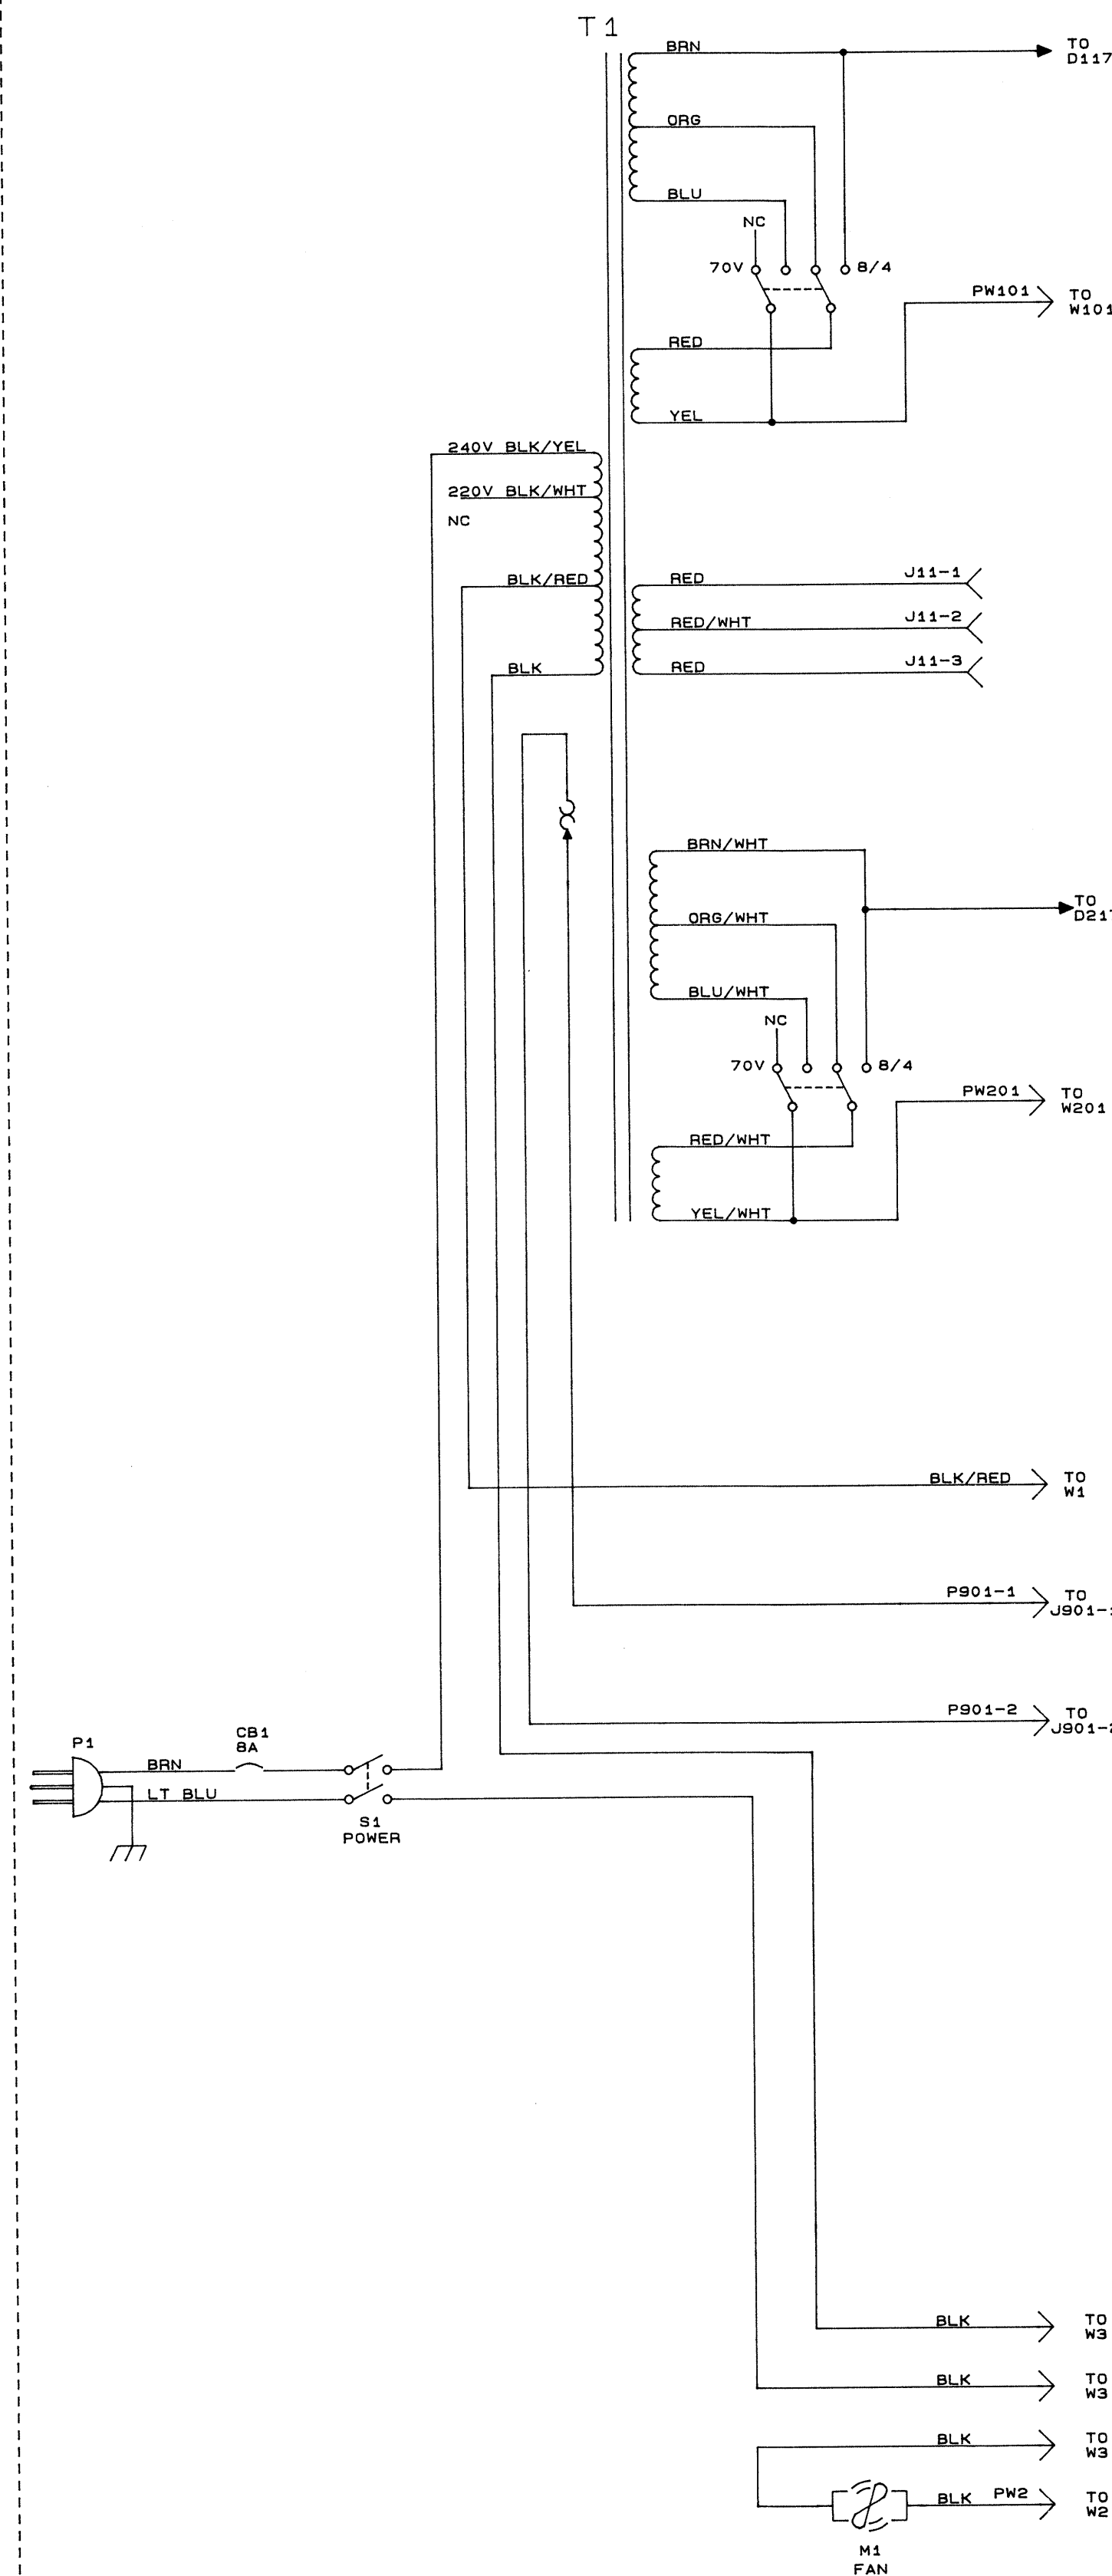 T1
BRN
TO
D117
ORG
BLU
NC
70V
8/4
PW101
TO
W101
RED
YEL
240V BLK/YEL
220V BLK/WHT
NC
BLK/RED
RED
J11-1
RED/WHT
J11-2
BLK
RED
J11-3
BRN/WHT
TO
ORG/WHT
BLU/WHT
NC
70V
8/4
PW201
TO
W201
RED/WHT
YEL/WHT
BLK/RED
TO
W1
P901-1
TO
J901-1
P901-2
TO
J901-2
P1
CB1
8A
BRN
LT BLU
S1
POWER
BLK
TO
W3
BLK
TO
W3
BLK
TO
W3
BLK
PW2
TO
W2
M1
FAN